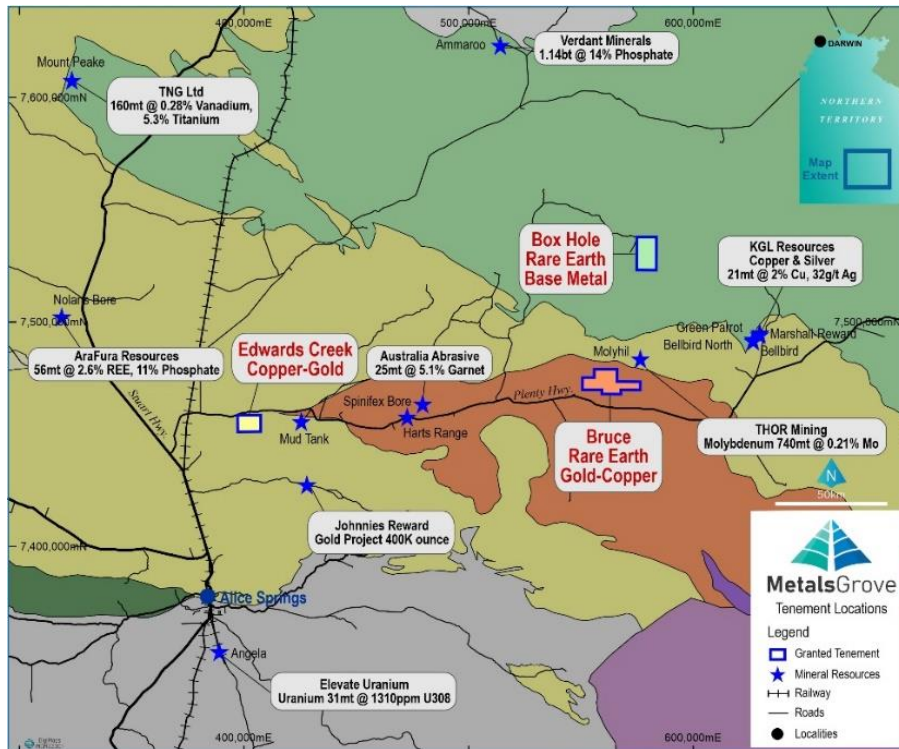 400,000mE
500,000mE
600,000mE
Ammaroo
Verdant Minerals
1.14bt @ 14% Phosphate
DARWIN
NORTHERN
TERRITORY
Map
Extent
Mount Peake
7,600,000mN
TNG Ltd
160mt @ 0.28% Vanadium,
5.3% Titanium
Box Hole
Rare Earth
Base Metal
KGL Resources
Copper & Silver
21mt @ 2% Cu, 32g/t Ag
Nolans Bore
7,500,000mN
Green Parrot
Marshall Reward
7,500,000mN
Bellbird North
Bellbird
AraFura Resources
56mt @ 2.6% REE, 11% Phosphate
Edwards Creek
Copper-Gold
Australia Abrasive
25mt @ 5.1% Garnet
Molyhil
Spinifex Bore
Plenty Hwy.
Stuart Hwy.
Mud Tank
Harts Range
Bruce
Rare Earth
Gold-Copper
THOR Mining
Molybdenum 740mt @ 0.21% Mo
N
50km
Johnnies Reward
Gold Project 400K ounce
7,400,000mN
Alice Springs
Angela
Elevate Uranium
Uranium 31mt @ 1310ppm U308
400,000mE
600,000mE
MetalsGrove
Tenement Locations
Legend
Granted Tenement
Mineral Resources
Railway
Roads
Localities